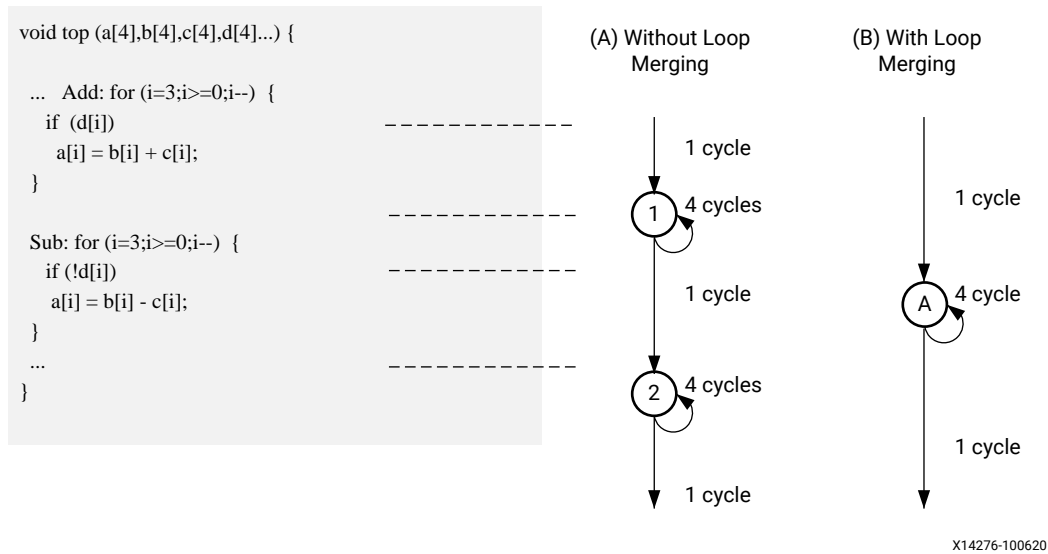 void top (a[4],b[4],c[4],d[4]...) {
... Add: for (i=3;i>=0;i--) {
if (d[i])
a[i] = b[i] + c[i];
}
Sub: for (i=3;i>=0;i--) {
if (!d[i])
a[i] = b[i] - c[i];
}
...
}
(A) Without Loop
Merging
1 cycle
1
4 cycles
1 cycle
2
4 cycles
1 cycle
(B) With Loop
Merging
1 cycle
A
4 cycle
1 cycle
X14276-100620